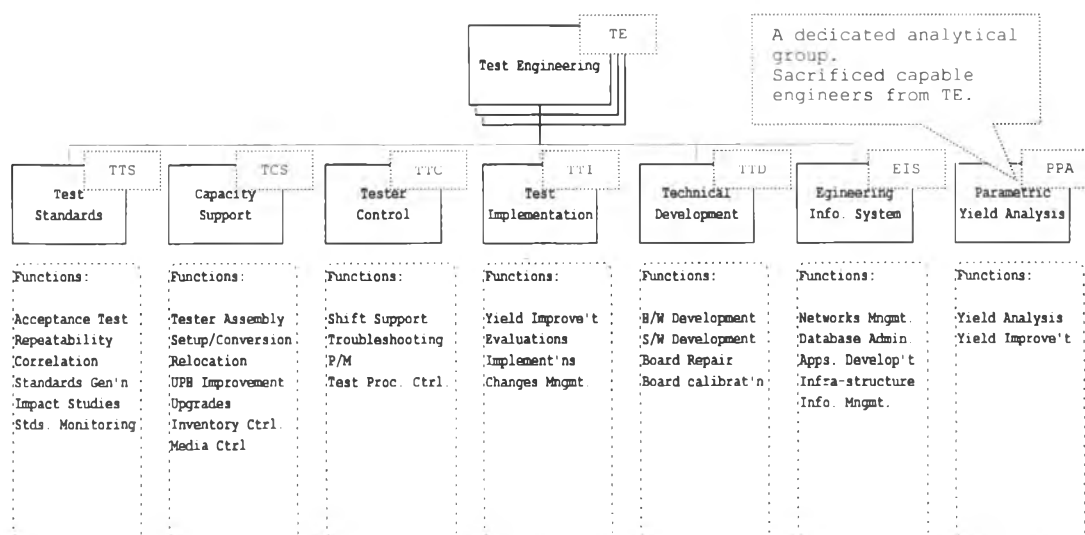 TE
Test Engineering
A dedicated analytical
group.
Sacrificed capable
engineers from TE.
TTS
Test
Standards
TCS
Capacity
Support
TTC
Tester
Control
TTI
Test
Implementation
TTD
Technical
Development
EIS
Egineering
Info. System
PPA
Parametric
Yield Analysis
Functions:
Acceptance Test
Repeatability
Correlation
Standards Gen'n
Impact Studies
Stds. Monitoring
Functions:
Tester Assembly
Setup/Conversion
Relocation
UPH Improvement
Upgrades
Inventory Ctrl.
Media Ctrl
Functions:
Shift Support
Troubleshooting
P/M
Test Proc. Ctrl.
Functions:
Yield Improve't
Evaluations
Implement'ns
Changes Mngmt.
Functions:
H/W Development
S/W Development
Board Repair
Board calibrat'n
Functions:
Networks Mngmt.
Database Admin.
Apps. Develop't
Infra-structure
Info. Mngmt.
Functions:
Yield Analysis
Yield Improve't